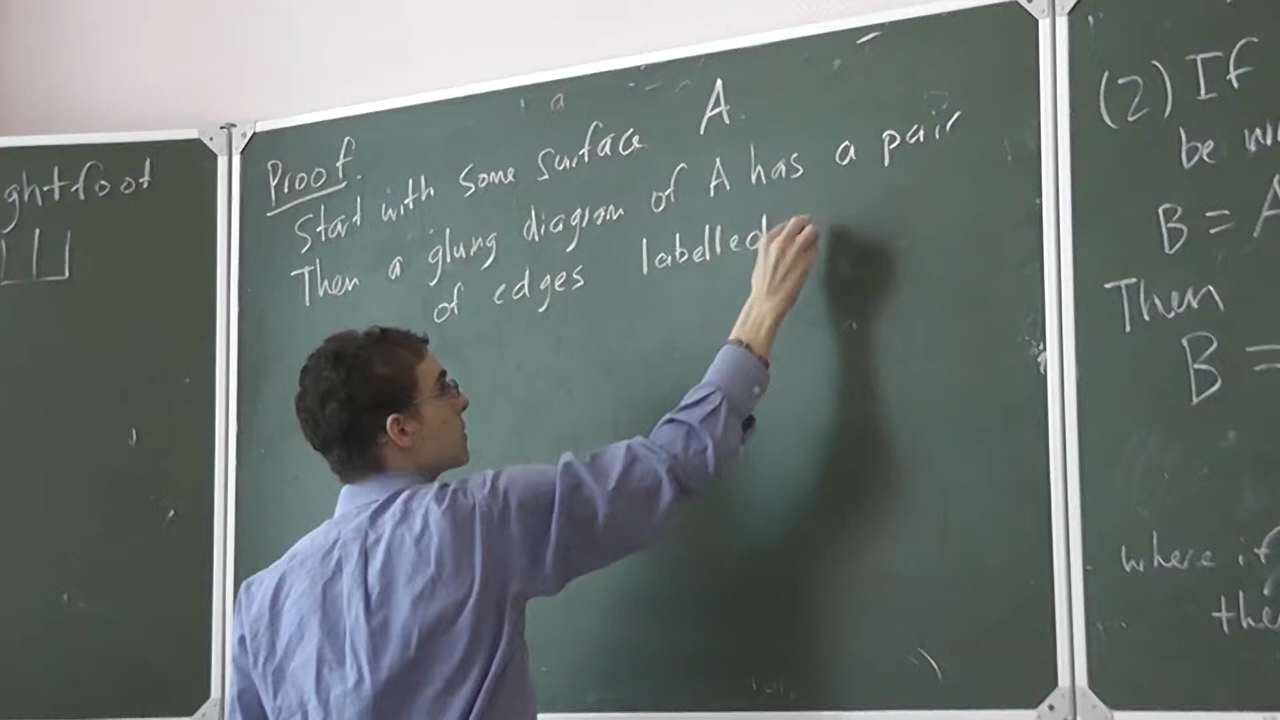 ghtfoot
Proof.
Start with some surface A.
Then a glung diagram of A has a pair
of edges labelled
(2) If
be
B = A
Then
B =
where if
the